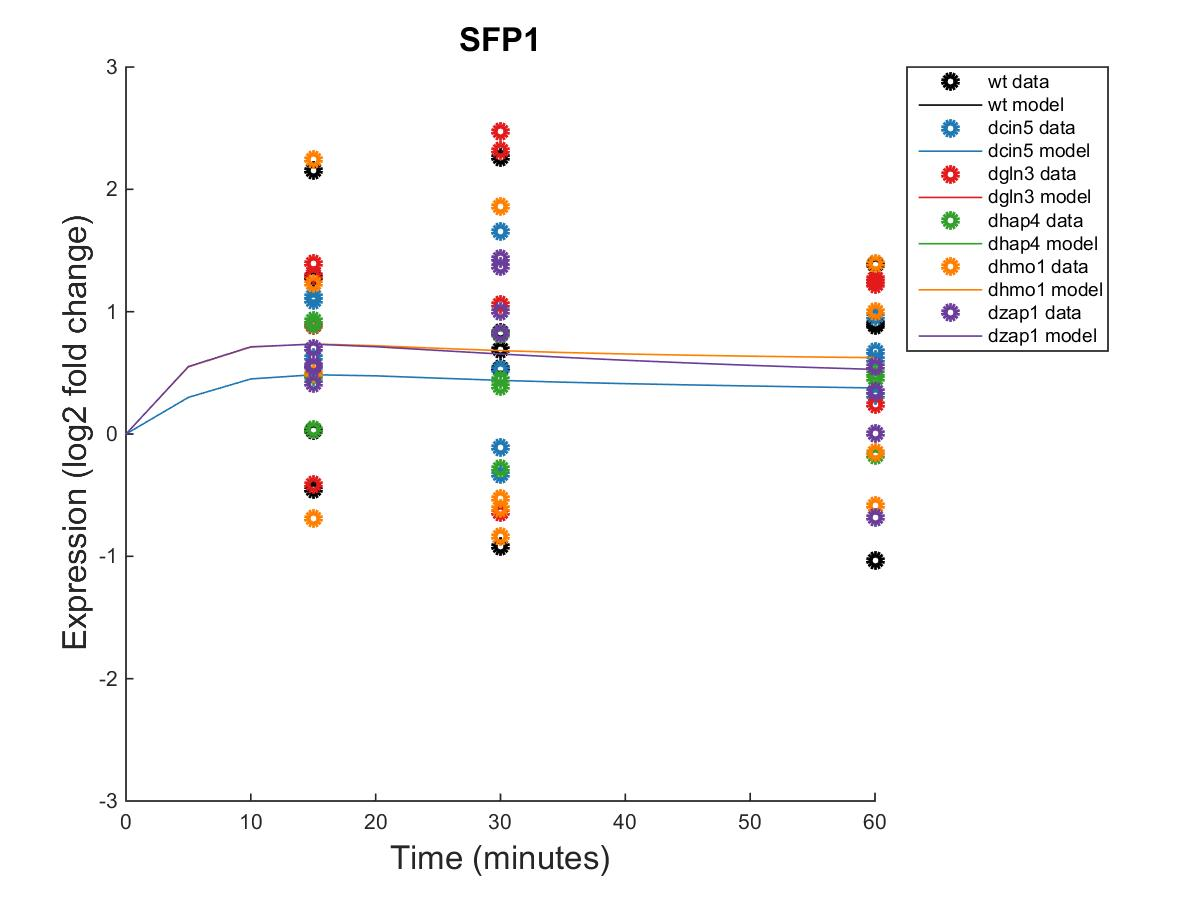 SFP1
3
2
1
0
-1
-2
-3
Expression (log2 fold change)
0 10 20 30 40 50 60
Time (minutes)
wt data
wt model
dcin5 data
dcin5 model
dgln3 data
dgln3 model
dhap4 data
dhap4 model
dhmo1 data
dhmo1 model
dzap1 data
dzap1 model